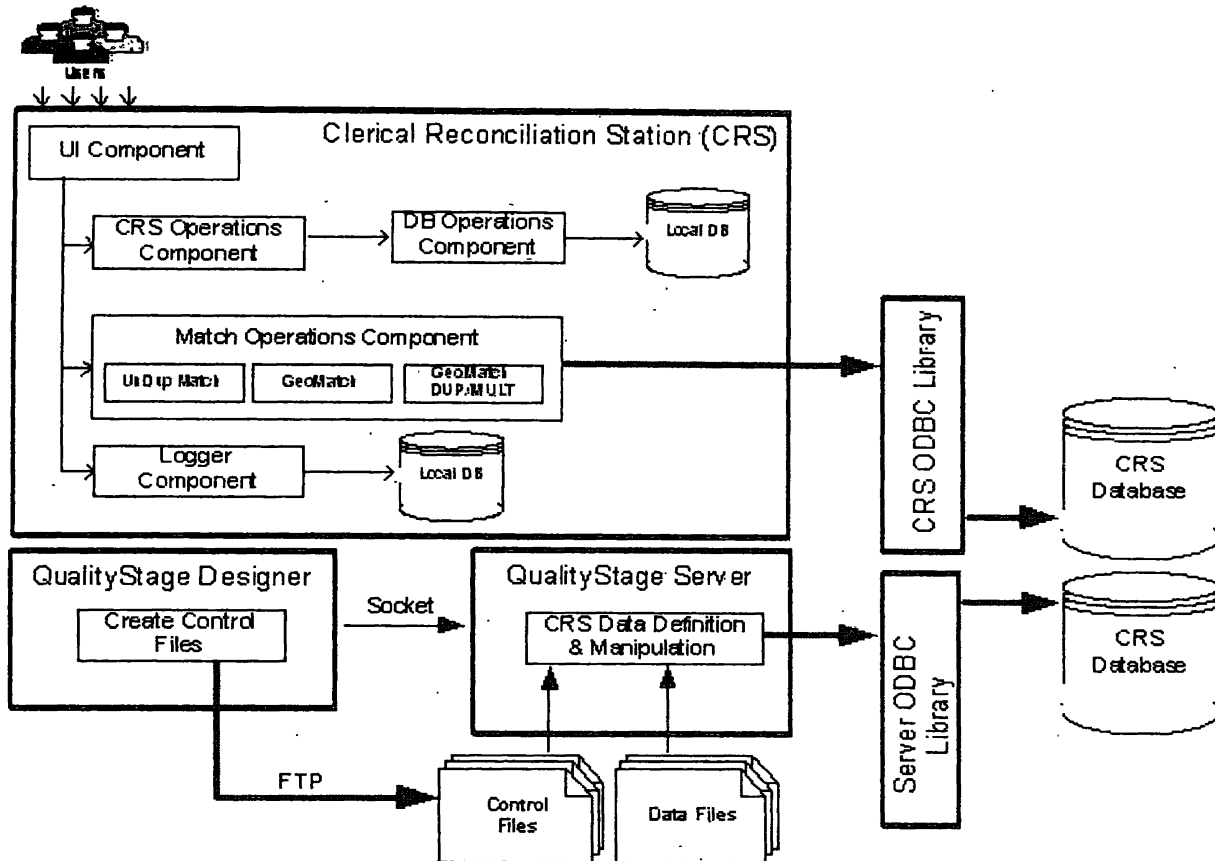 Users
Clerical Reconciliation Station (CRS)
UI Component
CRS Operations
Component
DB Operations
Component
Local DB
Match Operations Component
UnDup Match
GeoMatch
GeoMatch
DUP/MULT
Logger
Component
Local DB
CRS ODBC Library
CRS
Database
QualityStage Designer
Create Control
Files
Socket
QualityStage Server
CRS Data Definition
& Manipulation
Server ODBC
Library
CRS
Database
FTP
Control
Files
Data Files